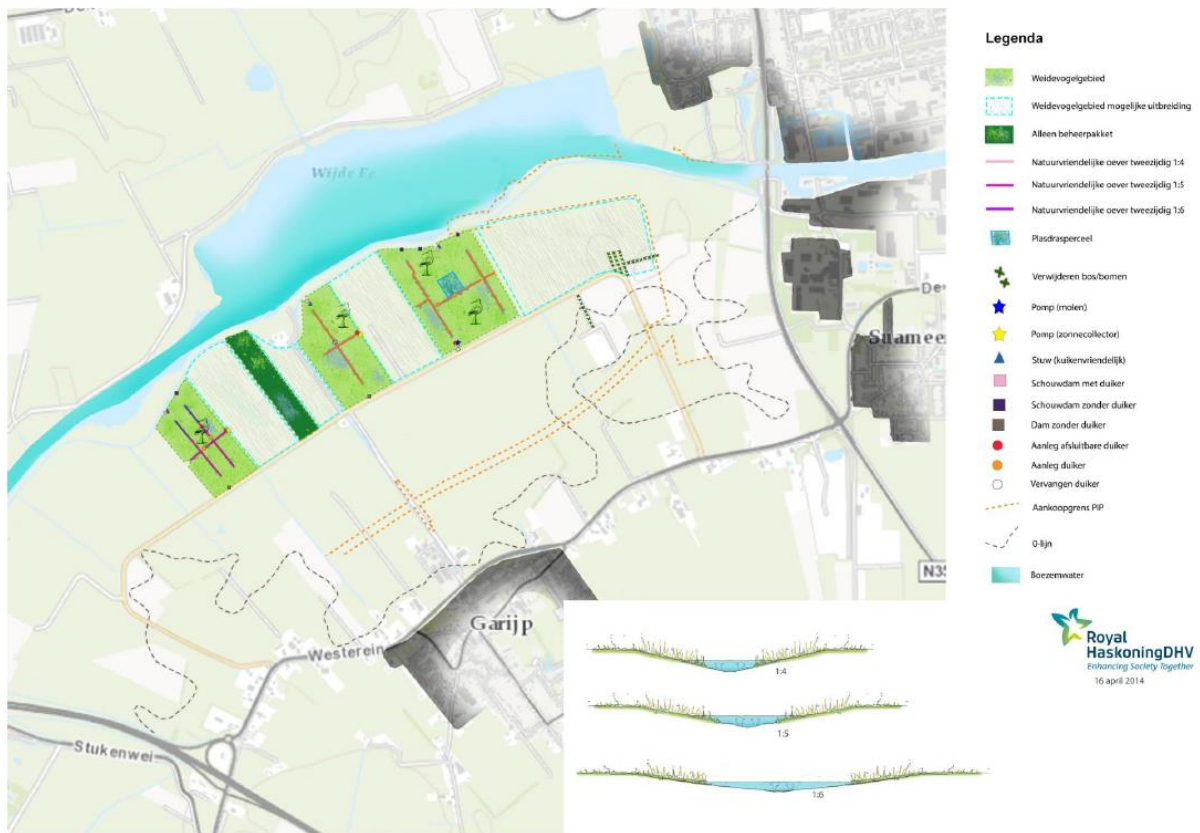 De
Wijde Ee
De
Suameer
N35
Garijp
Westerein
Stukenwei
1:4
1:5
1:6
Legenda
Weidevogelgebied
Weidevogelgebied mogelijke uitbreiding
Alleen beheerpakket
Natuurvriendelijke oever tweezijdig 1:4
Natuurvriendelijke oever tweezijdig 1:5
Natuurvriendelijke oever tweezijdig 1:6
Plasdrasperceel
Verwijderen bos/bomen
Pomp (molen)
Pomp (zonnecollector)
Stuw (kuikenvriendelijk)
Schouwdam met duiker
Schouwdam zonder duiker
Dam zonder duiker
Aanleg afsluitbare duiker
Aanleg duiker
Vervangen duiker
Aankoopgrens PIP
0-lijn
Boezemwater
Royal
HaskoningDHV
Enhancing Society Together
16 april 2014